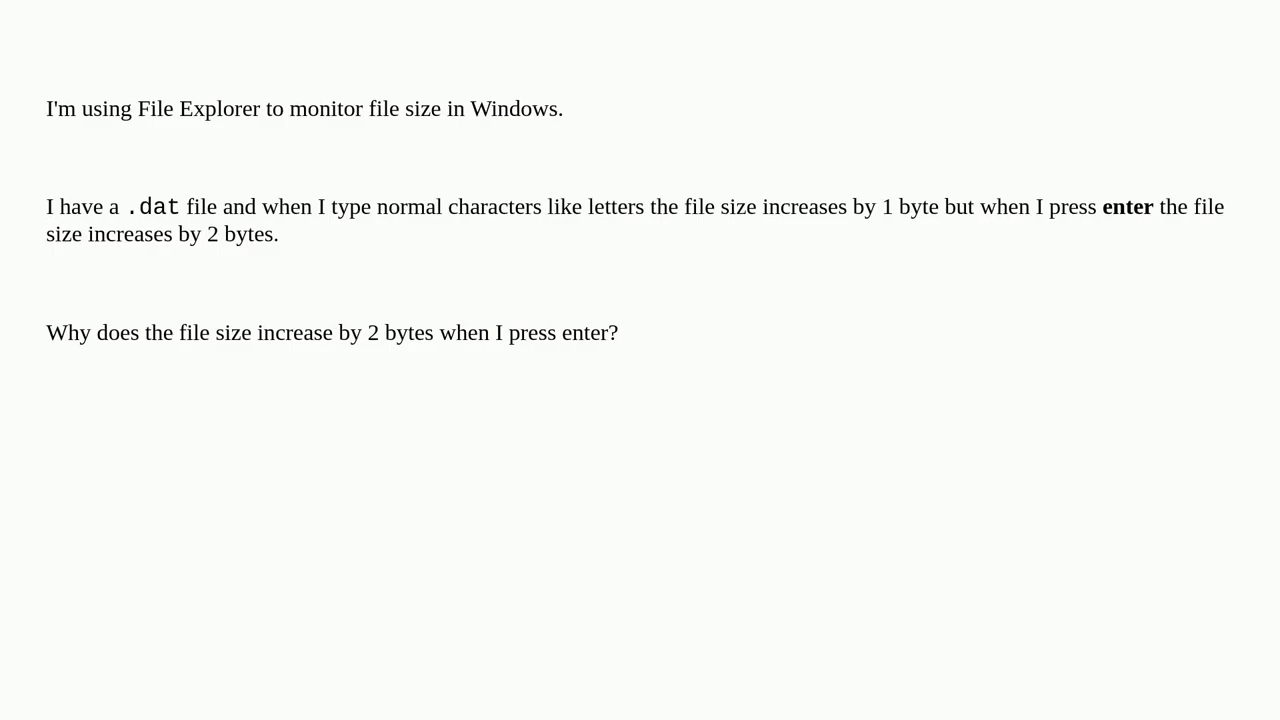 I'm using File Explorer to monitor file size in Windows.
I have a .dat file and when I type normal characters like letters the file size increases by 1 byte but when I press enter the file
size increases by 2 bytes.
Why does the file size increase by 2 bytes when I press enter?